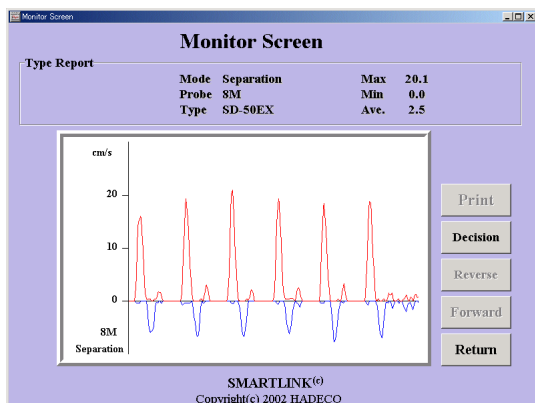 Monitor Screen
Monitor Screen
Type Report
Mode Separation Max 20.1
Probe 8M Min 0.0
Type SD-50EX Ave. 2.5
cm/s
20
10
0
8M
Separation
Print
Decision
Reverse
Forward
Return
SMARTLINK(c)
Copyright(c) 2002 HADECO